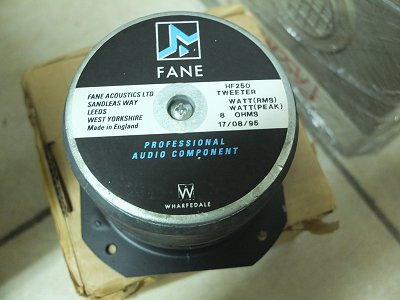 FANE
FANE ACOUSTICS LTD
SANDLEAS WAY
LEEDS
WEST YORKSHIRE
Made in England
HF250
TWEETER
WATT(RMS)
WATT(PEAK)
8 OHMS
17/08/95
PROFESSIONAL
AUDIO COMPONENT
W
WHARFEDALE